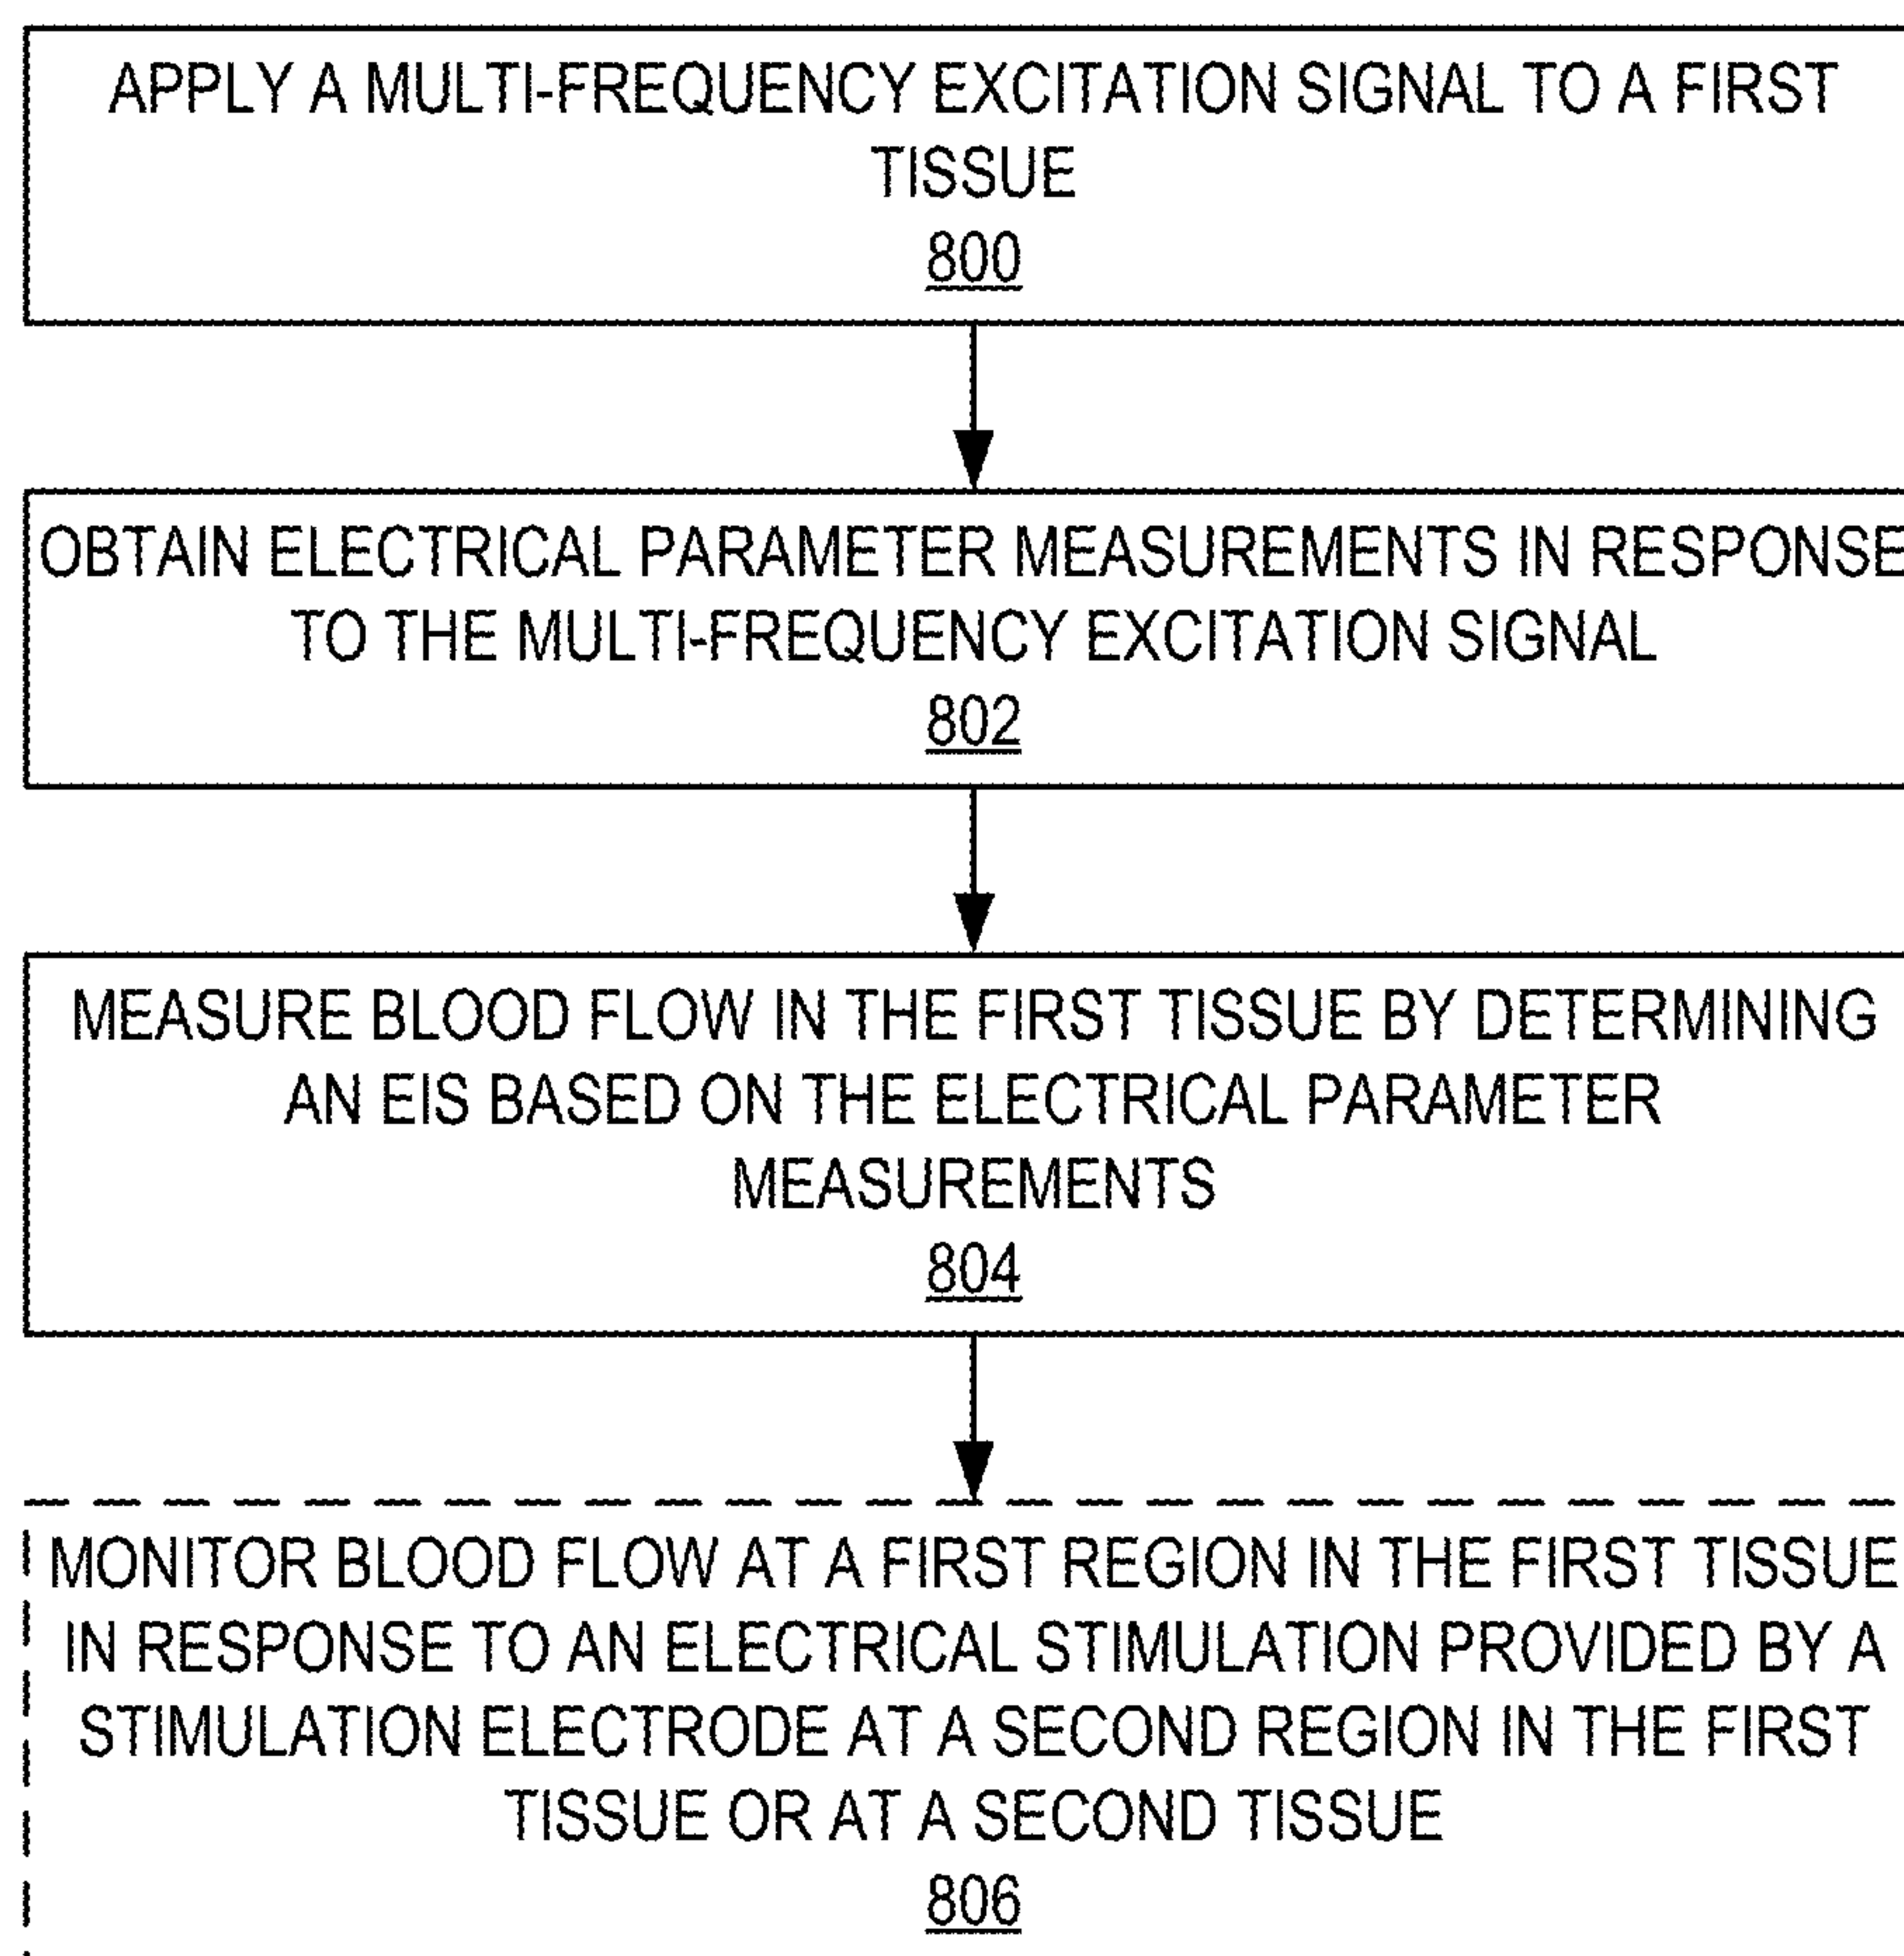 APPLY A MULTI-FREQUENCY EXCITATION SIGNAL TO A FIRST
TISSUE
800
OBTAIN ELECTRICAL PARAMETER MEASUREMENTS IN RESPONSE
TO THE MULTI-FREQUENCY EXCITATION SIGNAL
802
MEASURE BLOOD FLOW IN THE FIRST TISSUE BY DETERMINING
AN EIS BASED ON THE ELECTRICAL PARAMETER
MEASUREMENTS
804
MONITOR BLOOD FLOW AT A FIRST REGION IN THE FIRST TISSUE
IN RESPONSE TO AN ELECTRICAL STIMULATION PROVIDED BY A
STIMULATION ELECTRODE AT A SECOND REGION IN THE FIRST
TISSUE OR AT A SECOND TISSUE
806